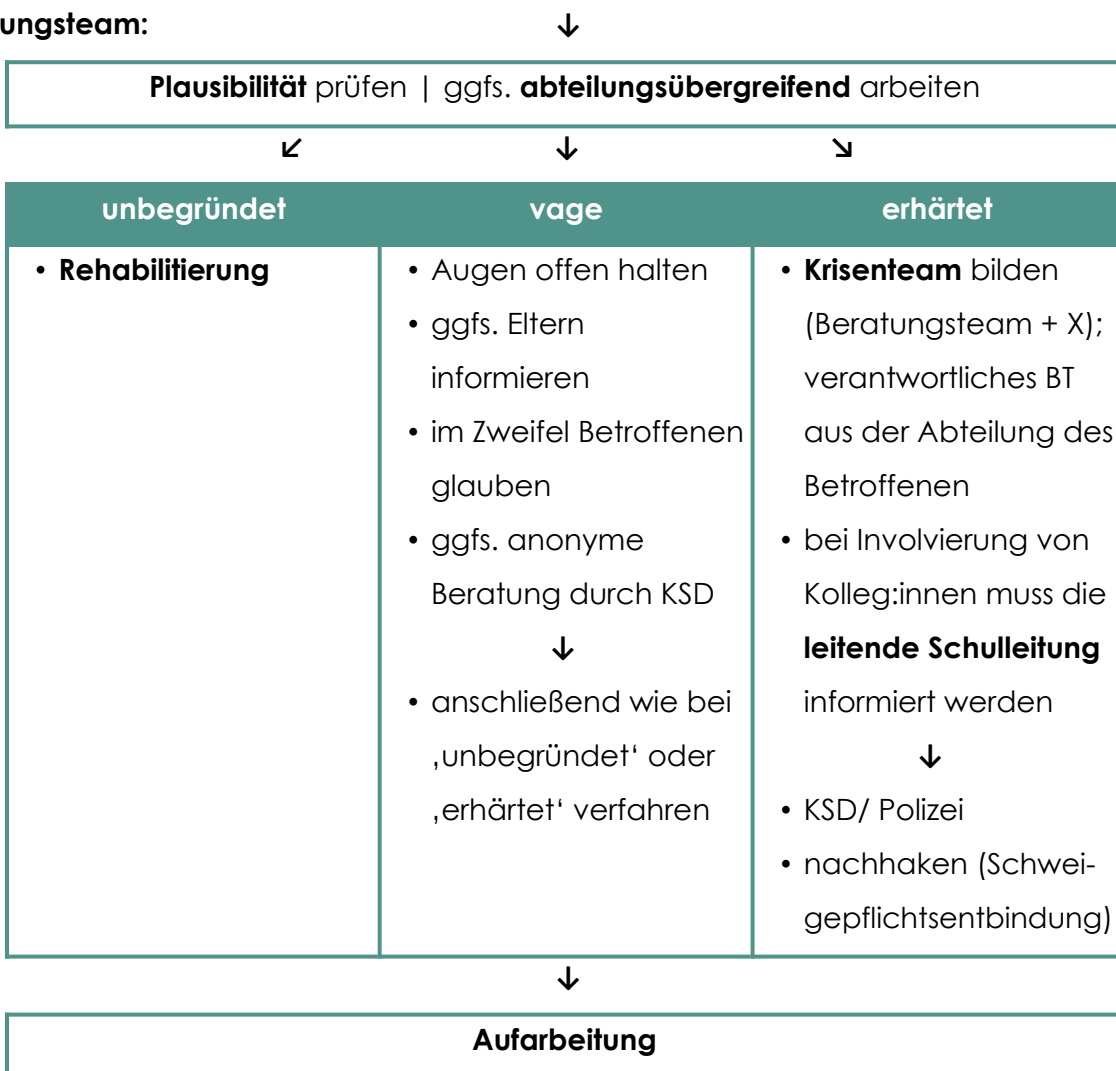 ungsteam:
↓
Plausibilität prüfen | ggfs. abteilungsübergreifend arbeiten
↙ ↓ ↘
unbegründet
• Rehabilitierung
vage
• Augen offen halten
• ggfs. Eltern
informieren
• im Zweifel Betroffenen
glauben
• ggfs. anonyme
Beratung durch KSD
↓
• anschließend wie bei
‚unbegründet‘ oder
‚erhärtet‘ verfahren
erhärtet
• Krisenteam bilden
(Beratungsteam + X);
verantwortliches BT
aus der Abteilung des
Betroffenen
• bei Involvierung von
Kolleg:innen muss die
leitende Schulleitung
informiert werden
↓
• KSD/ Polizei
• nachhaken (Schwei-
gepflichtsentbindung)
↓
Aufarbeitung